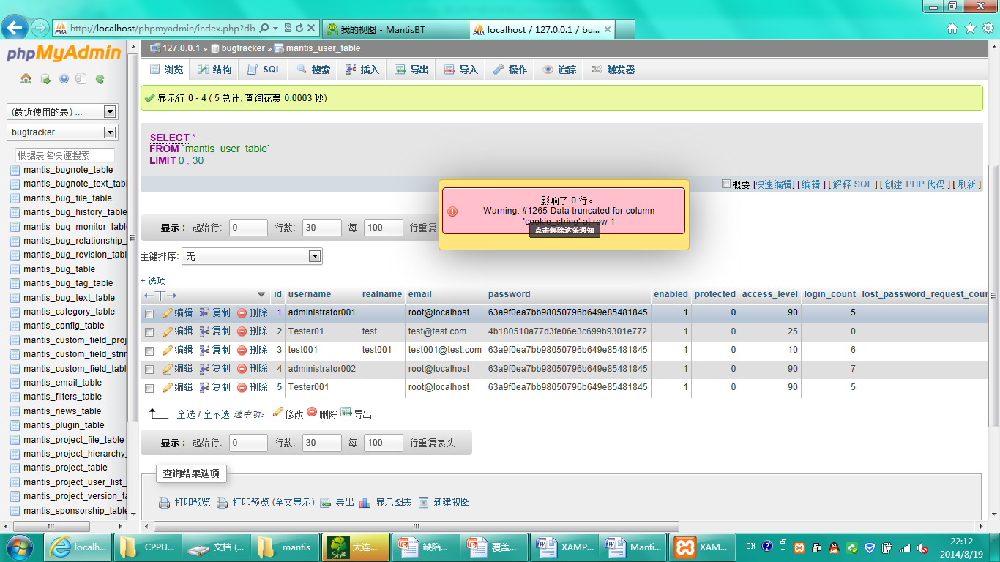 http://localhost/phpmyadmin/index.php?db
我的视图 - MantisBT
localhost / 127.0.0.1 / bu...
phpMyAdmin
(最近使用的表) ...
bugtracker
根据表名快速搜索
mantis_bugnote_table
mantis_bugnote_text_tab
mantis_bug_file_table
mantis_bug_history_table
mantis_bug_monitor_table
mantis_bug_relationship_
mantis_bug_revision_tabl
mantis_bug_table
mantis_bug_tag_table
mantis_bug_text_table
mantis_category_table
mantis_config_table
mantis_custom_field_proj
mantis_custom_field_strin
mantis_custom_field_tabl
mantis_email_table
mantis_filters_table
mantis_news_table
mantis_plugin_table
mantis_project_file_table
mantis_project_hierarchy_
mantis_project_table
mantis_project_user_list_
mantis_project_version_ta
mantis_sponsorship_table
127.0.0.1 » bugtracker » mantis_user_table
浏览 结构 SQL 搜索 插入 导出 导入 操作 追踪 触发器
显示行 0 - 4 ( 5 总计, 查询花费 0.0003 秒)
SELECT *
FROM `mantis_user_table`
LIMIT 0 , 30
概要 [快速编辑] [ 编辑 ] [ 解释 SQL ] [ 创建 PHP 代码 ] [ 刷新 ]
影响了 0 行。
Warning: #1265 Data truncated for column
'cookie_string' at row 1
点击解除这条通知
显示： 起始行: 0 行数: 30 每 100 行重复表
主键排序: 无
+ 选项
←T→ id username realname email password enabled protected access_level login_count lost_password_request_cour
编辑 复制 删除 1 administrator001 root@localhost 63a9f0ea7bb98050796b649e85481845 1 0 90 5
编辑 复制 删除 2 Tester01 test test@test.com 4b180510a77d3fe06e3c699b9301e772 1 0 25 0
编辑 复制 删除 3 test001 test001 test001@test.com 63a9f0ea7bb98050796b649e85481845 1 0 10 6
编辑 复制 删除 4 administrator002 root@localhost 63a9f0ea7bb98050796b649e85481845 1 0 90 7
编辑 复制 删除 5 Tester001 root@localhost 63a9f0ea7bb98050796b649e85481845 1 0 90 5
全选 / 全不选 选中项: 修改 删除 导出
显示： 起始行: 0 行数: 30 每 100 行重复表头
查询结果选项
打印预览 打印预览 (全文显示) 导出 显示图表 新建视图
localh... CPPU... 文档 (... mantis 大连... 缺陷... 覆盖... XAMP... Manti... XAM...
CH
22:12
2014/8/19